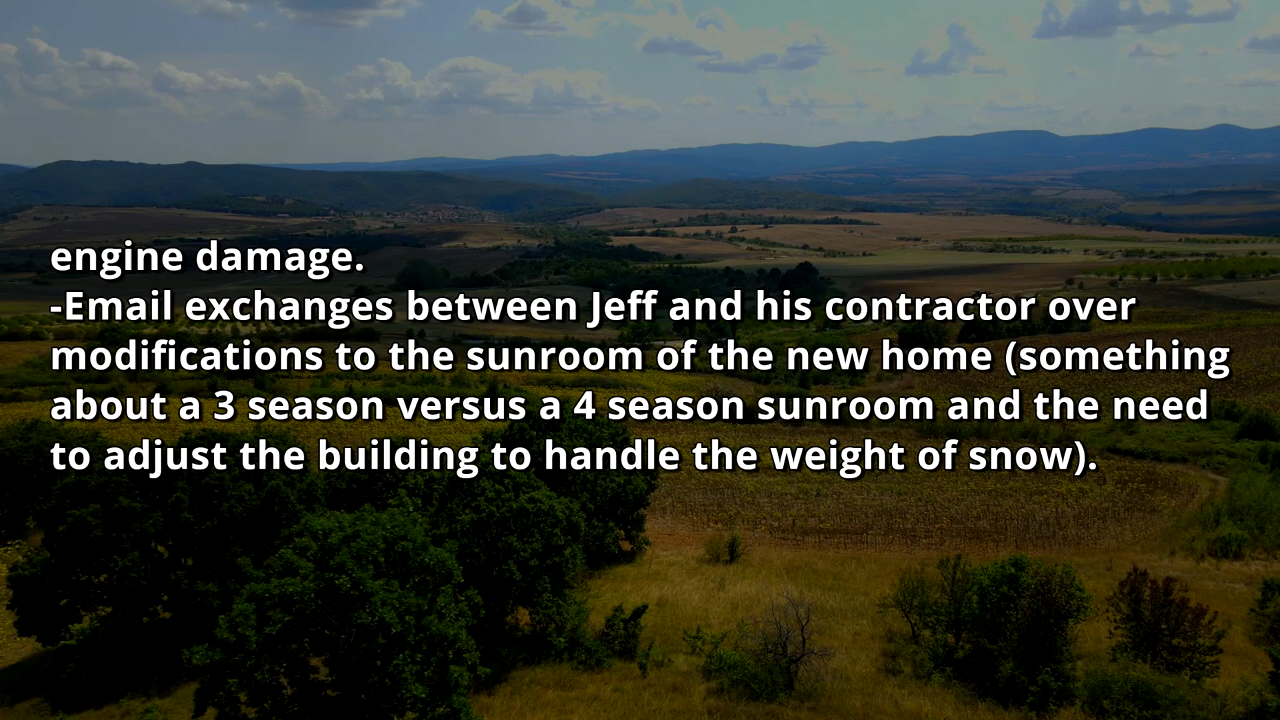 engine damage.
-Email exchanges between Jeff and his contractor over
modifications to the sunroom of the new home (something
about a 3 season versus a 4 season sunroom and the need
to adjust the building to handle the weight of snow).